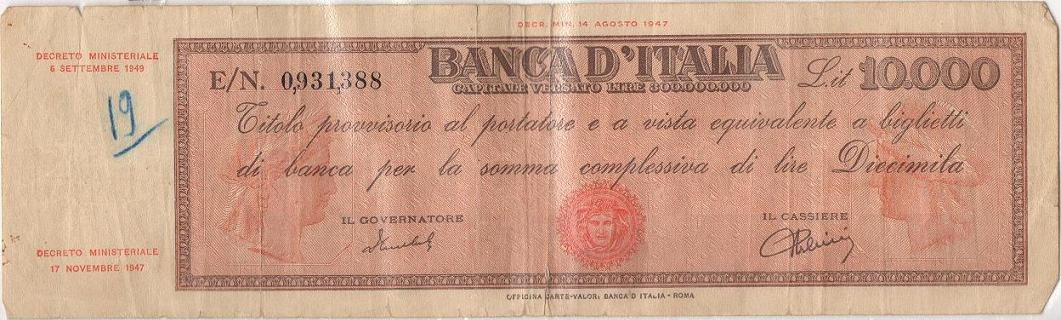 DECR. MIN. 14 AGOSTO 1947
DECRETO MINISTERIALE
6 SETTEMBRE 1949
19
E/N. 0,931,388
BANCA D'ITALIA
CAPITALE VERSATO LIRE 300.000.000
L.it 10.000
Titolo provvisorio al portatore e a vista equivalente a biglietti
di banca per la somma complessiva di lire Diecimila
IL GOVERNATORE
IL CASSIERE
DECRETO MINISTERIALE
17 NOVEMBRE 1947
OFFICINA CARTE-VALORI BANCA D'ITALIA - ROMA